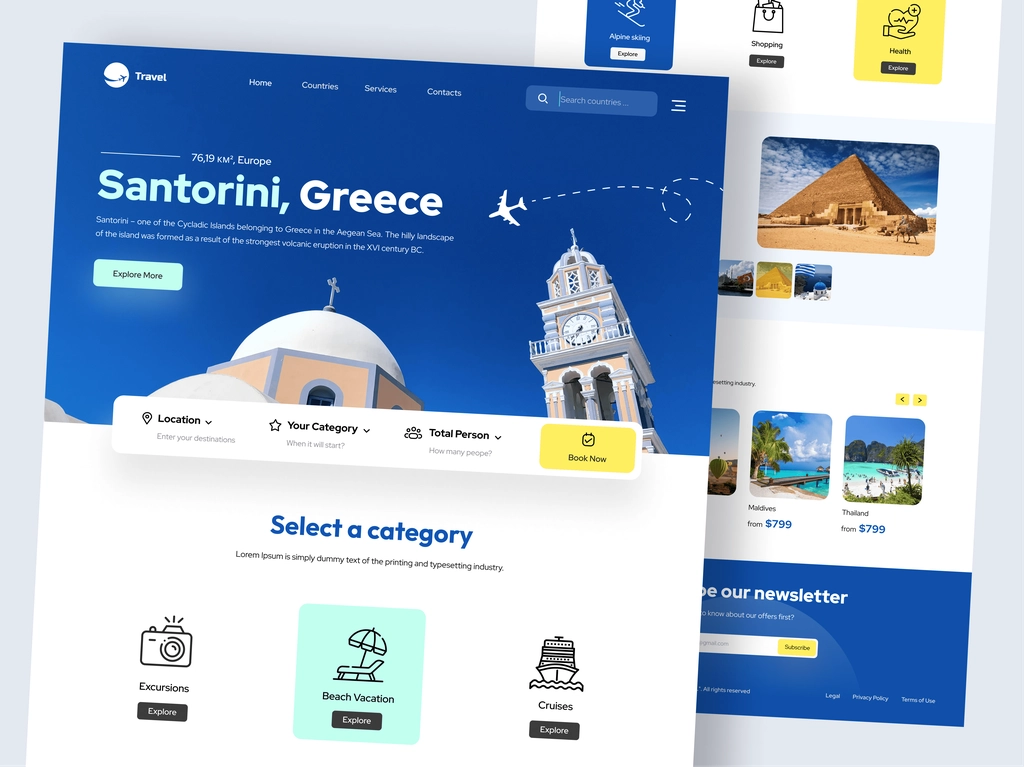 Travel
Home
Countries
Services
Contacts
Search countries ...
76,19 KM², Europe
Santorini, Greece
Santorini – one of the Cycladic Islands belonging to Greece in the Aegean Sea. The hilly landscape
of the island was formed as a result of the strongest volcanic eruption in the XVI century BC.
Explore More
Location
Enter your destinations
Your Category
When it will start?
Total Person
How many peope?
Book Now
Select a category
Lorem Ipsum is simply dummy text of the printing and typesetting industry.
Excursions
Explore
Beach Vacation
Explore
Cruises
Explore
Alpine skiing
Explore
Shopping
Explore
Health
Explore
industry.
Maldives
from $799
Thailand
from $799
our newsletter
to know about our offers first?
Subscribe
All rights reserved
Legal
Privacy Policy
Terms of Use